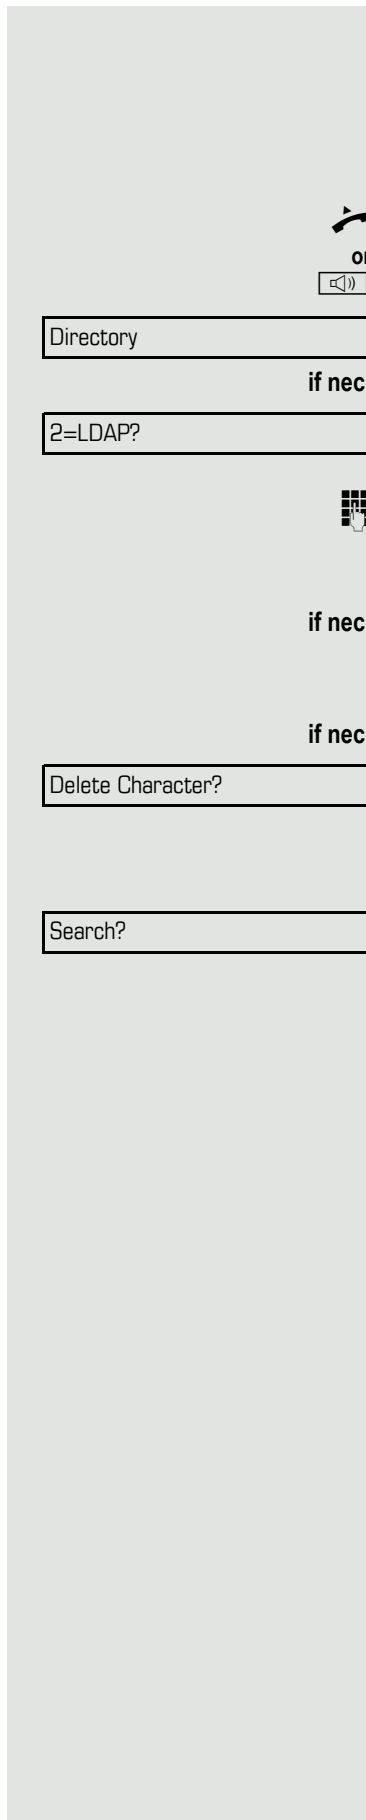 or
Directory
if nec
2=LDAP?
if nec
if nec
Delete Character?
Search?